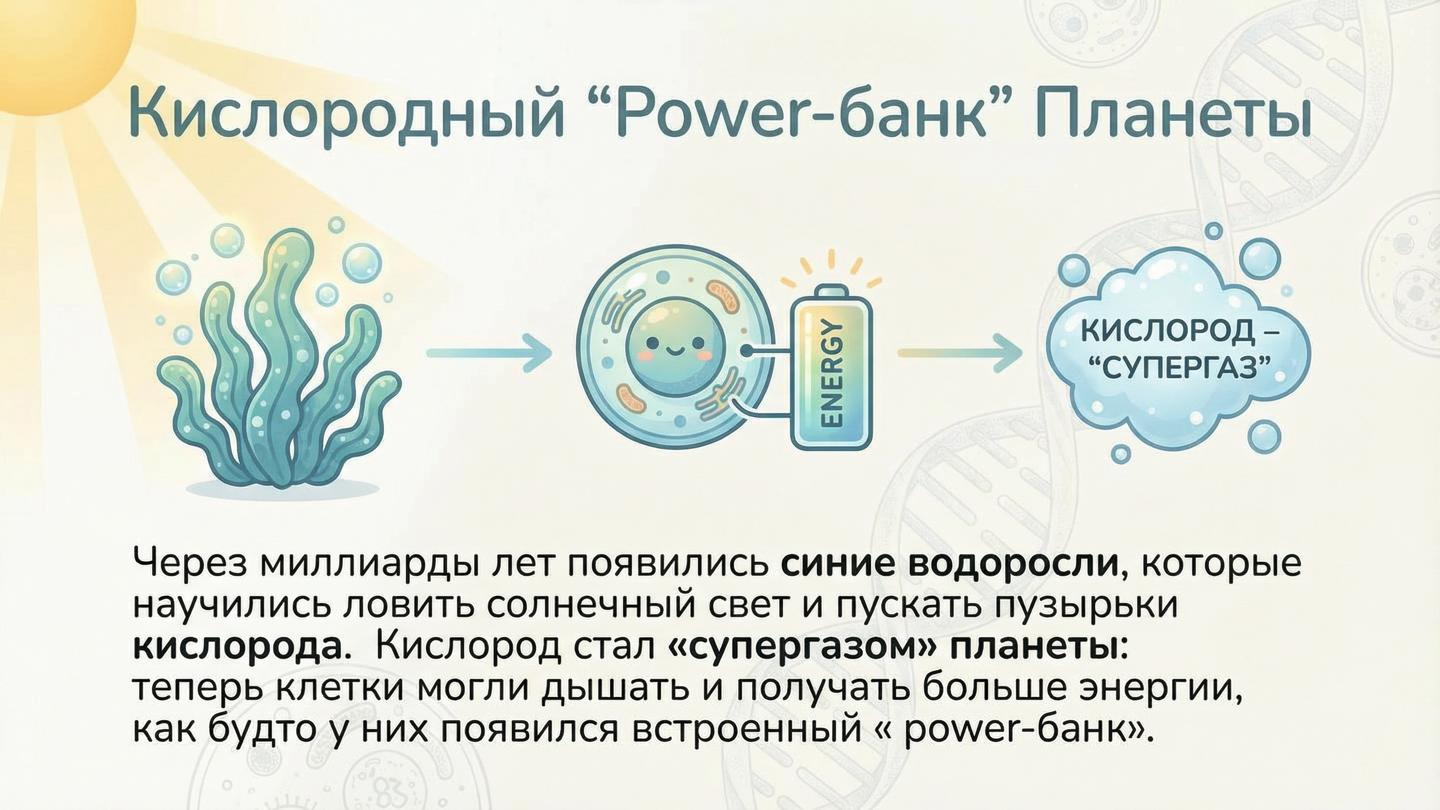 Кислородный “Power-банк” Планеты
ENERGY
КИСЛОРОД –
“СУПЕРГАЗ”
Через миллиарды лет появились синие водоросли, которые
научились ловить солнечный свет и пускать пузырьки
кислорода.  Кислород стал «супергазом» планеты:
теперь клетки могли дышать и получать больше энергии,
как будто у них появился встроенный « power-банк».